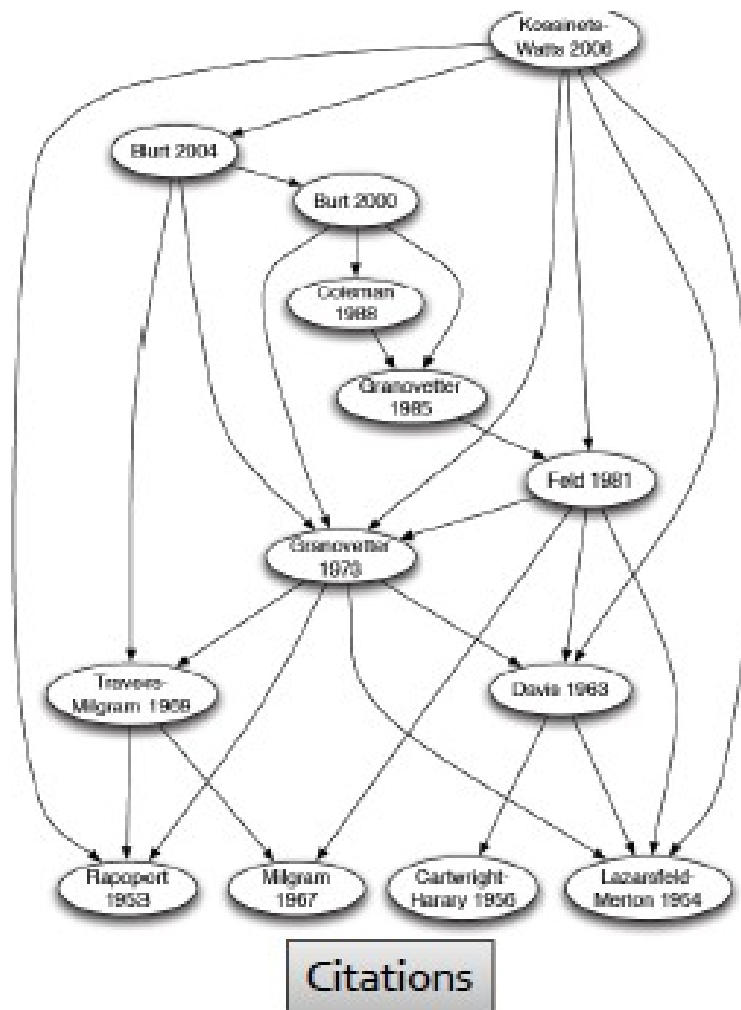 Kossinets-
Watts 2006
Burt 2004
Burt 2000
Coleman
1988
Granovetter
1985
Feld 1981
Granovetter
1973
Travers-
Milgram 1969
Davis 1963
Rapoport
1953
Milgram
1967
Cartwright-
Harary 1956
Lazarsfeld-
Merton 1954
Citations